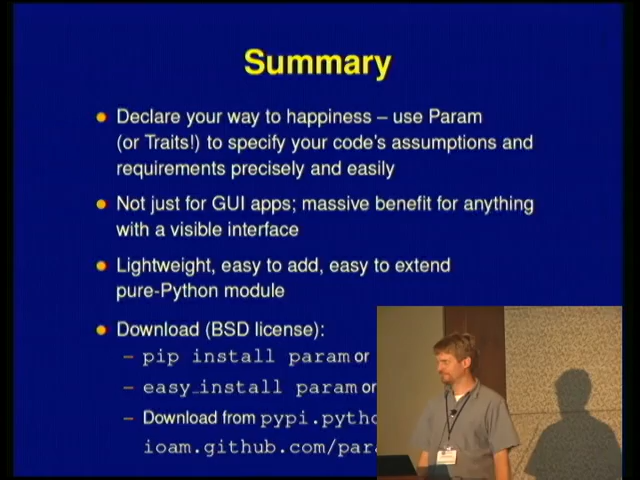 Summary
Declare your way to happiness – use Param
(or Traits!) to specify your code's assumptions and
requirements precisely and easily
Not just for GUI apps; massive benefit for anything
with a visible interface
Lightweight, easy to add, easy to extend
pure-Python module
Download (BSD license):
– pip install param or
– easy_install param or
– Download from pypi.pytho
ioam.github.com/para